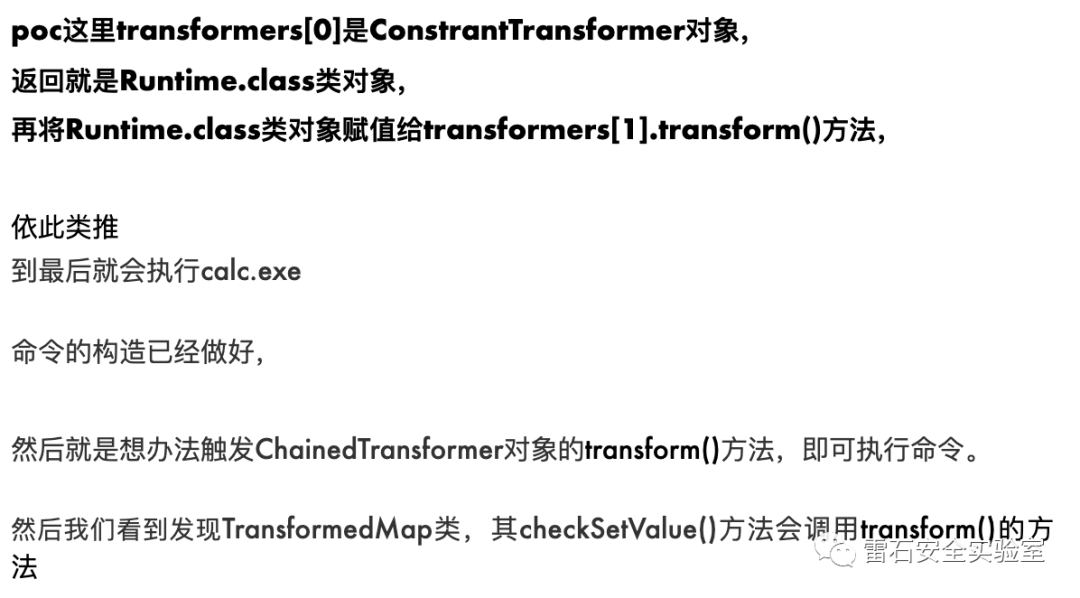 poc这里transformers[0]是ConstrantTransformer对象,
返回就是Runtime.class类对象,
再将Runtime.class类对象赋值给transformers[1].transform()方法,
依此类推
到最后就会执行calc.exe
命令的构造已经做好,
然后就是想办法触发ChainedTransformer对象的transform()方法，即可执行命令。
然后我们看到发现TransformedMap类，其checkSetValue()方法会调用transform()的方
法
雷石安全实验室